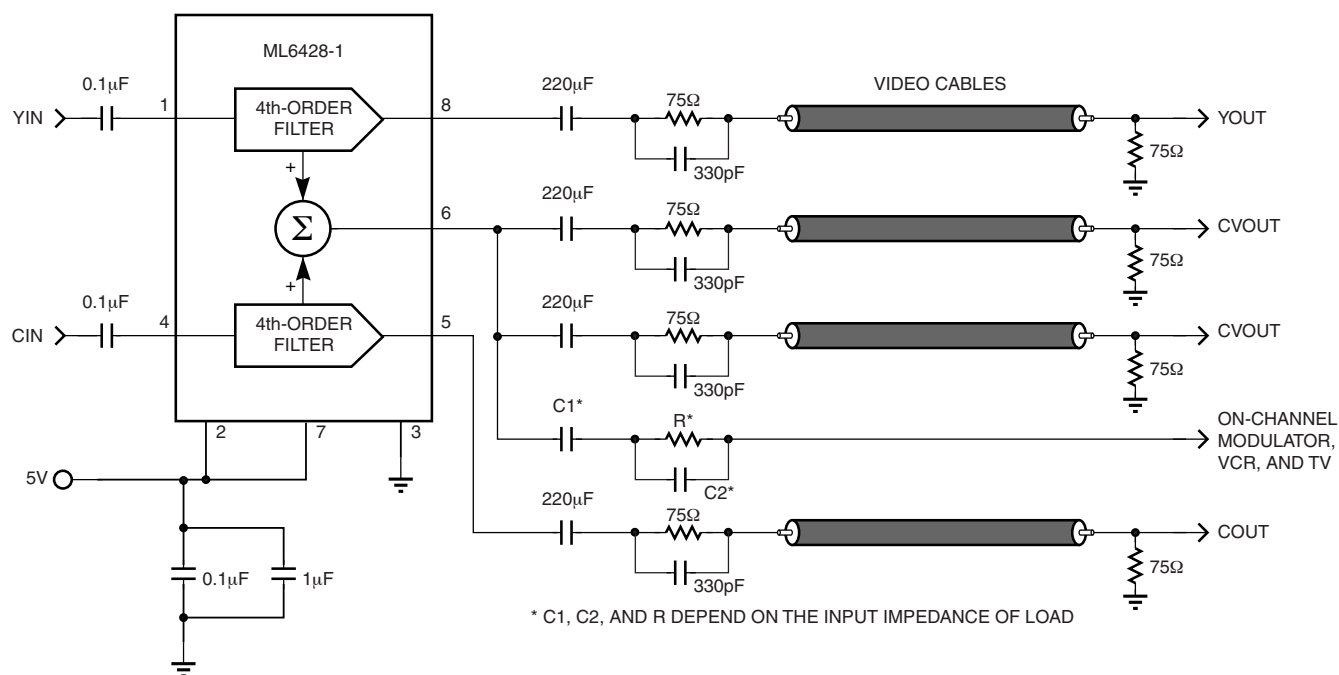 ML6428-1
YIN
0.1µF
1
4th-ORDER
FILTER
8
220µF
75Ω
330pF
VIDEO CABLES
YOUT
75Ω
+
Σ
6
220µF
75Ω
330pF
CVOUT
75Ω
+
CIN
0.1µF
4
4th-ORDER
FILTER
5
220µF
75Ω
330pF
CVOUT
75Ω
2
7
3
C1*
R*
C2*
ON-CHANNEL
MODULATOR,
VCR, AND TV
5V
220µF
75Ω
330pF
COUT
75Ω
0.1µF
1µF
* C1, C2, AND R DEPEND ON THE INPUT IMPEDANCE OF LOAD